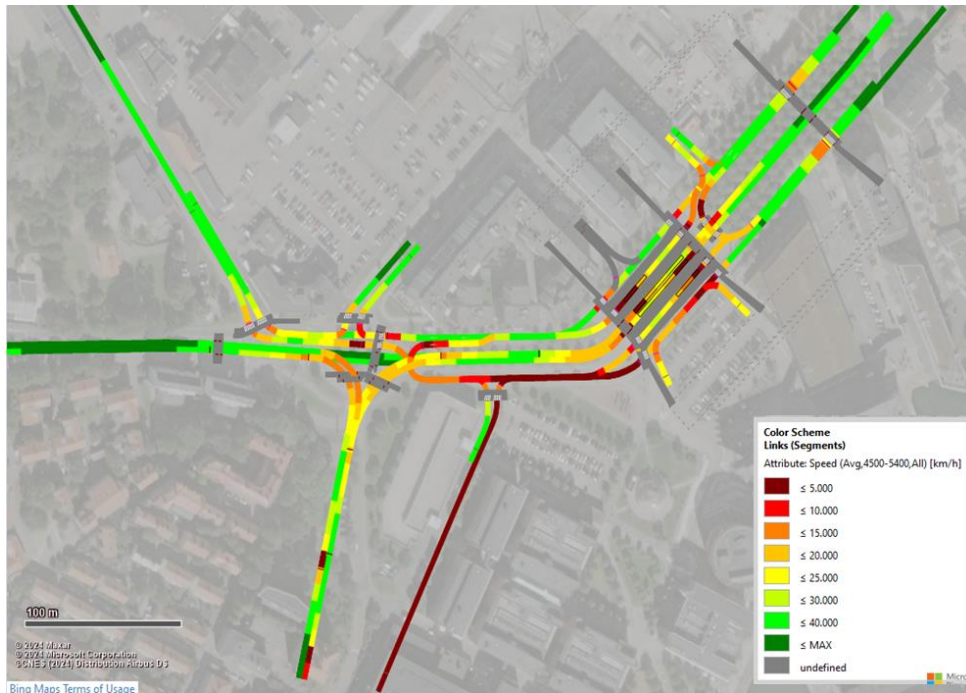 Color Scheme
Links (Segments)
Attribute: Speed (Avg,4500-5400,All) [km/h]
≤ 5.000
≤ 10.000
≤ 15.000
≤ 20.000
≤ 25.000
≤ 30.000
≤ 40.000
≤ MAX
undefined
100 m
© 2024 Maxar
© 2024 Microsoft Corporation
©CNES (2024) Distribution Airbus DS
Bing Maps Terms of Usage
Micro